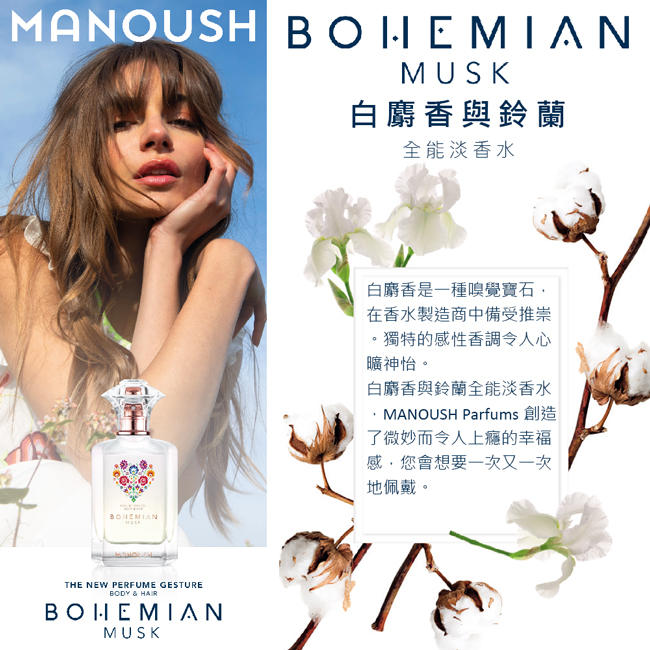 MANOUSH
BOHEMIAN
MUSK
白麝香與鈴蘭
全能淡香水
白麝香是一種嗅覺寶石，
在香水製造商中備受推崇
。獨特的感性香調令人心
曠神怡。
白麝香與鈴蘭全能淡香水
，MANOUSH Parfums 創造
了微妙而令人上癮的幸福
感，您會想要一次又一次
地佩戴。
BOHEMIAN
MUSK
MANOUSH
THE NEW PERFUME GESTURE
BODY & HAIR
BOHEMIAN
MUSK